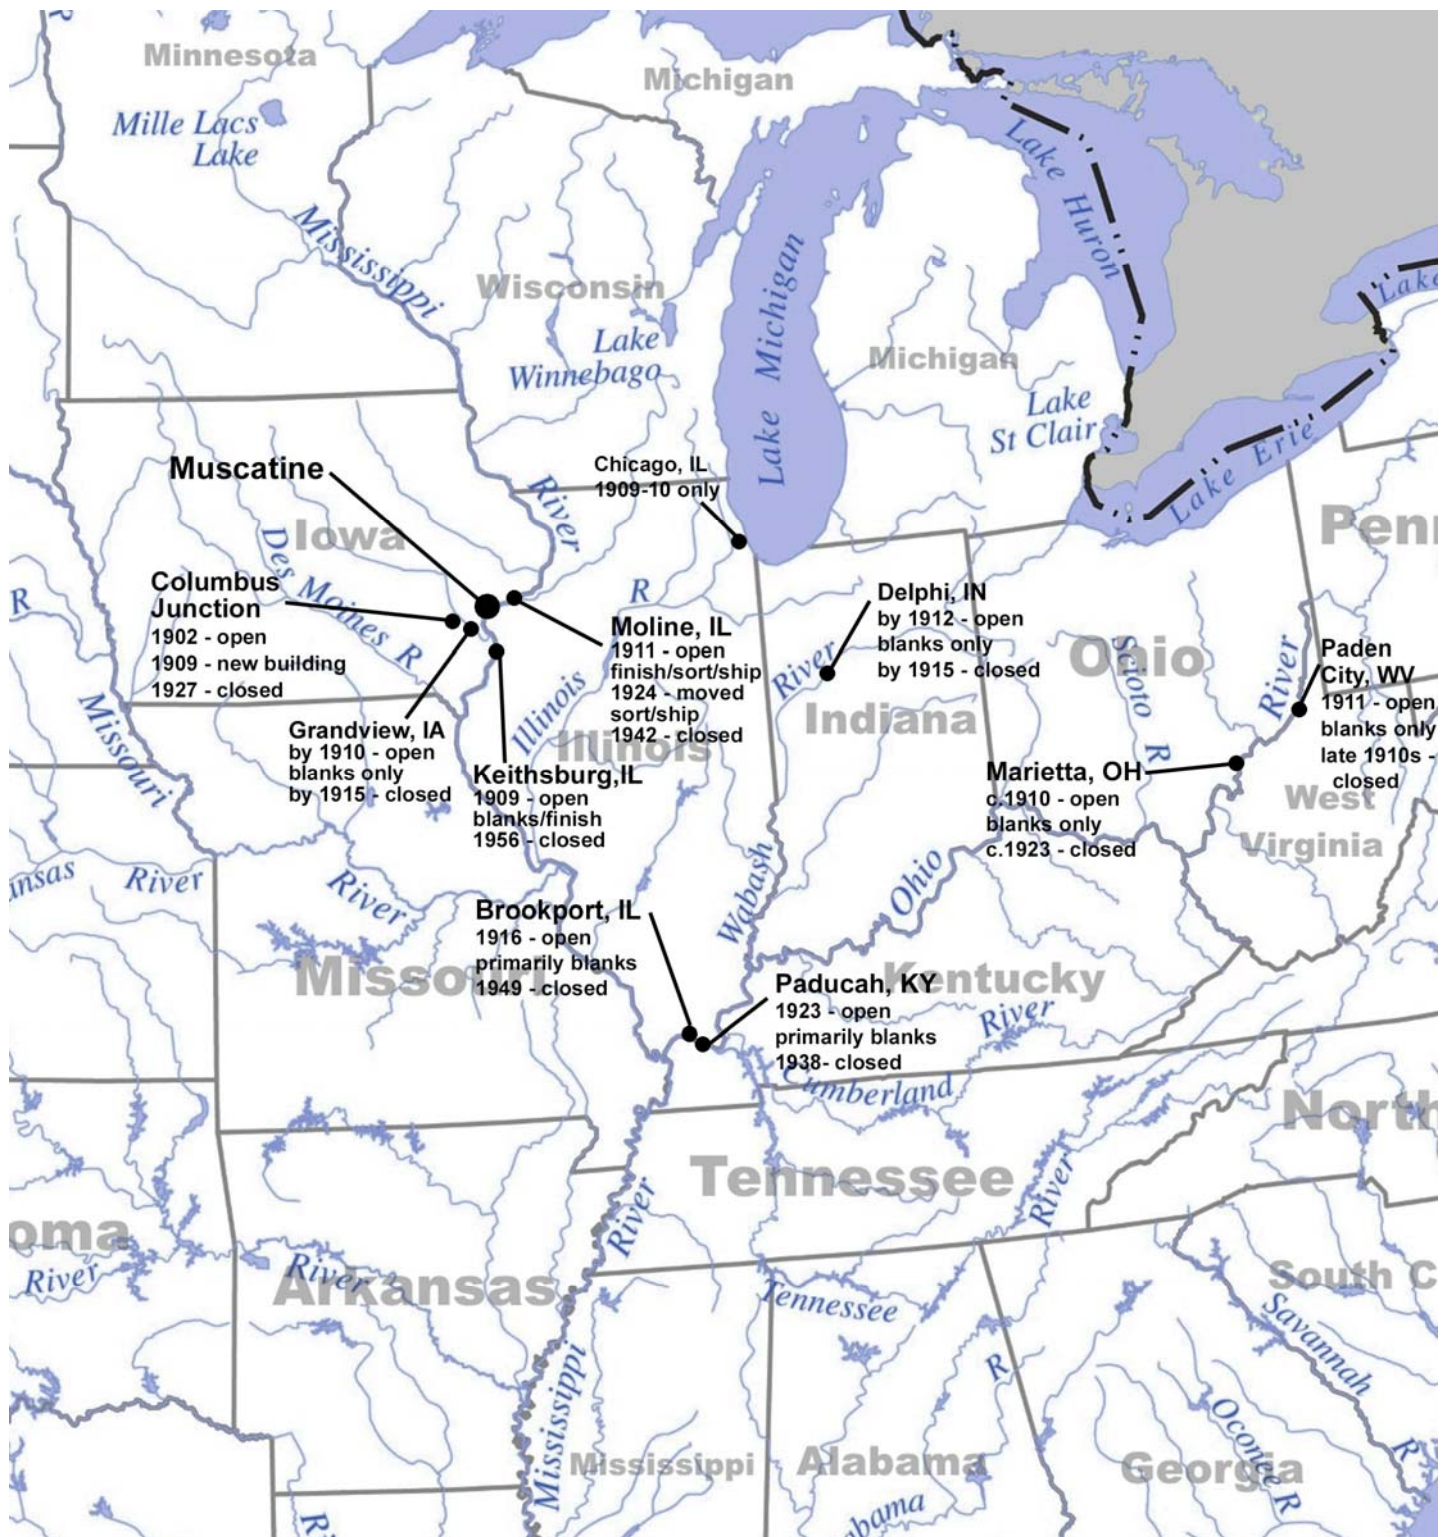 Minnesota
Michigan
Mille Lacs
Lake
Lake Huron
Mississippi
Wisconsin
Lake Michigan
Lake
Lake
Winnebago
Michigan
Lake
St Clair
Lake Erie
Muscatine
Chicago, IL
1909-10 only
River
Iowa
Penn
Des Moines R
Columbus
Junction
1902 - open
1909 - new building
1927 - closed
R
R
Moline, IL
1911 - open
finish/sort/ship
1924 - moved
sort/ship
1942 - closed
Delphi, IN
by 1912 - open
blanks only
by 1915 - closed
River
Ohio
Scioto R
River
Paden
City, WV
1911 - open
blanks only
late 1910s -
closed
Missouri
Grandview, IA
by 1910 - open
blanks only
by 1915 - closed
Illinois
Illinois
Indiana
Keithsburg,IL
1909 - open
blanks/finish
1956 - closed
Marietta, OH
c.1910 - open
blanks only
c.1923 - closed
West
Virginia
ansas River
River
Wabash
Ohio
Brookport, IL
1916 - open
primarily blanks
1949 - closed
Missouri
Kentucky
Paducah, KY
1923 - open
primarily blanks
1938- closed
River
Cumberland
North
Tennessee
River
River
oma
River
River
Arkansas
Tennessee
South C
Savannah
R
Mississippi
R
Oconee R
Mississippi
Alabama
Georgia
bama
Ri